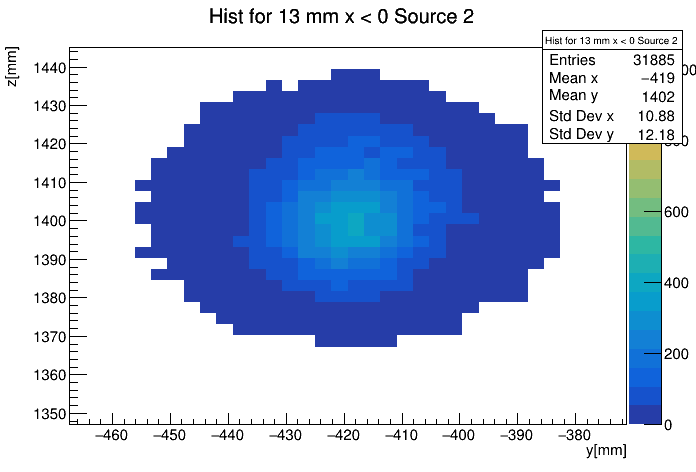 Hist for 13 mm x < 0 Source 2
z[mm]
Hist for 13 mm x < 0 Source 2
Entries 31885
Mean x −419
Mean y 1402
Std Dev x 10.88
Std Dev y 12.18
1440
1430
1420
1410
1400
1390
1380
1370
1360
1350
600
400
200
0
−460 −450 −440 −430 −420 −410 −400 −390 −380
y[mm]